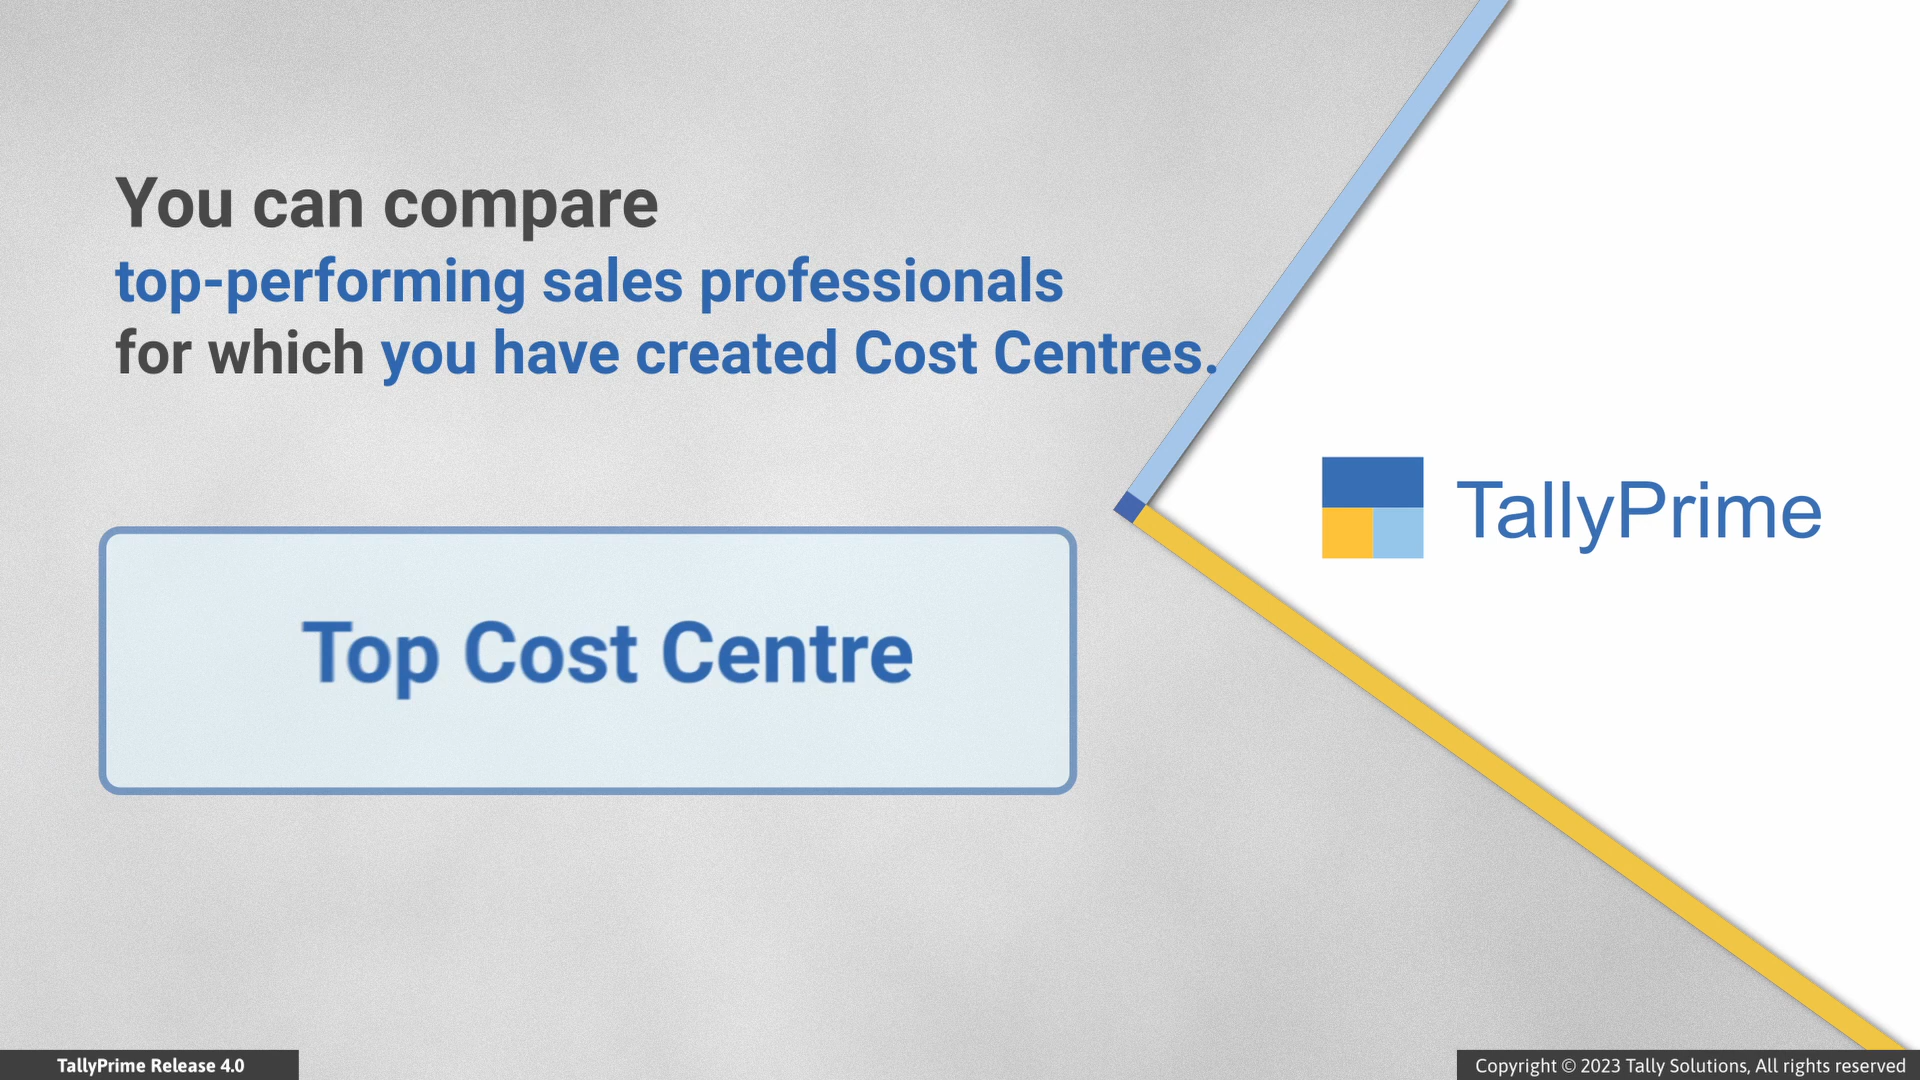 You can compare
top-performing sales professionals
for which you have created Cost Centres.
TallyPrime
Top Cost Centre
TallyPrime Release 4.0
Copyright © 2023 Tally Solutions, All rights reserved